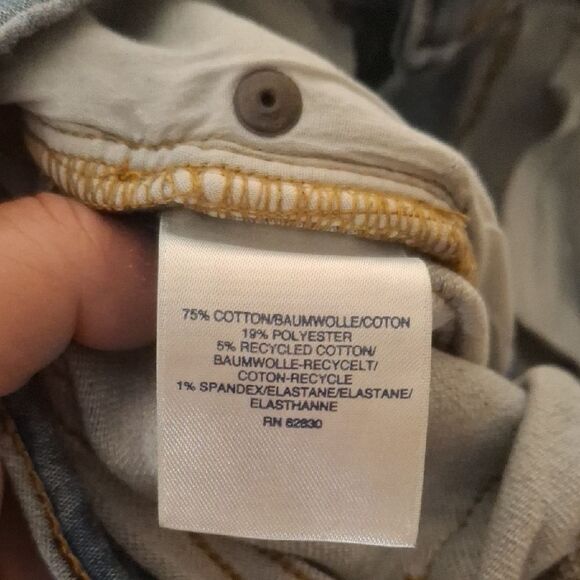 75% COTTON/BAUMWOLLE/COTON
19% POLYESTER
5% RECYCLED COTTON/
BAUMWOLLE-RECYCELT/
COTON-RECYCLE
1% SPANDEX/ELASTANE/ELASTANE/
ELASTHANNE
RN 62830